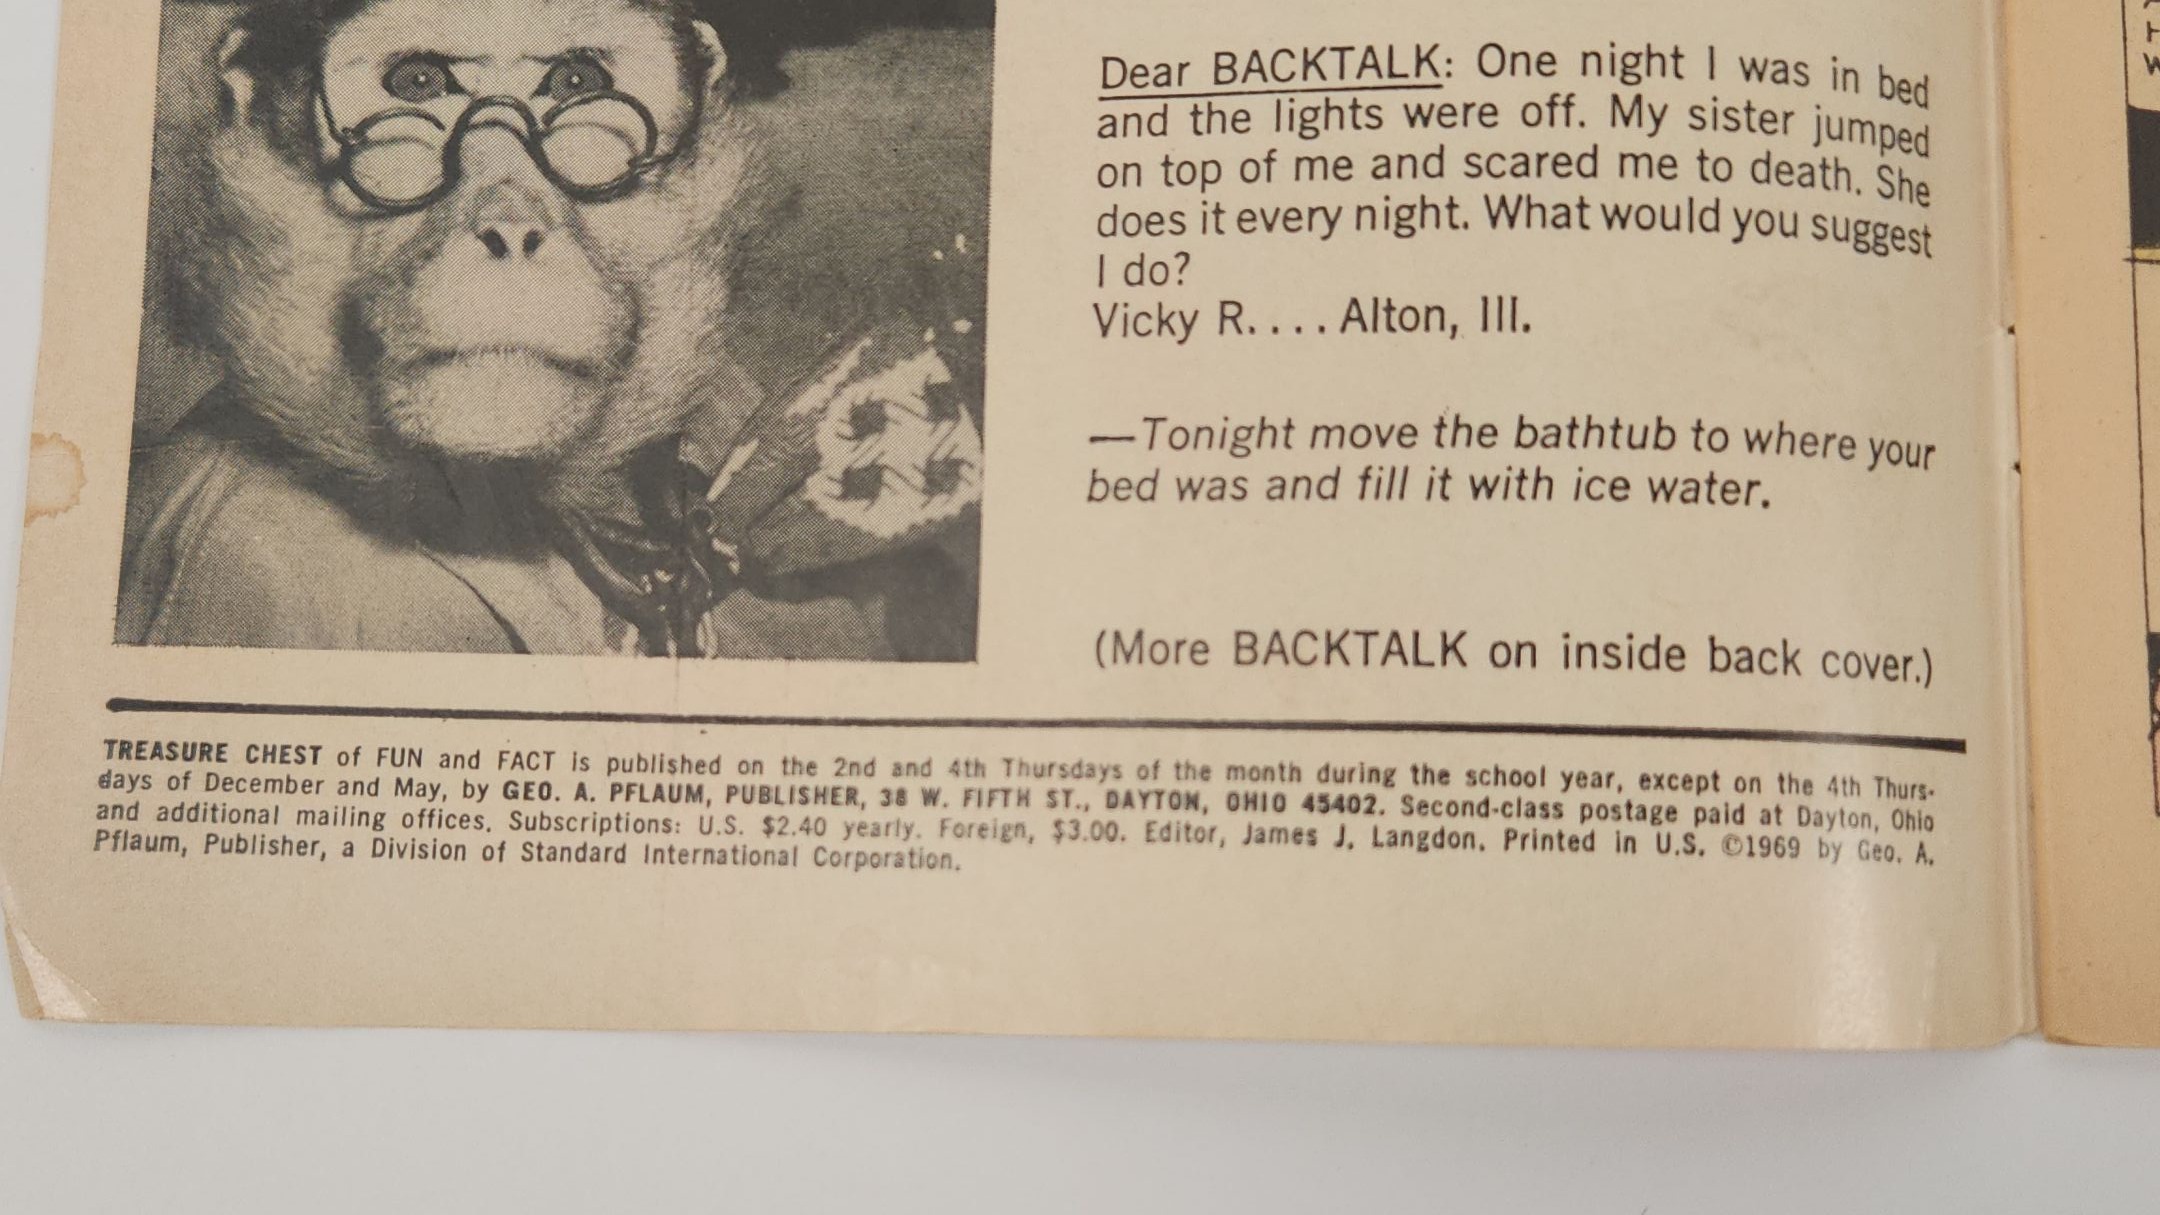 Dear BACKTALK: One night I was in bed
and the lights were off. My sister jumped
on top of me and scared me to death. She
does it every night. What would you suggest
I do?
Vicky R. . . . Alton, Ill.
—Tonight move the bathtub to where your
bed was and fill it with ice water.
(More BACKTALK on inside back cover.)
TREASURE CHEST of FUN and FACT is published on the 2nd and 4th Thursdays of the month during the school year, except on the 4th Thurs-
days of December and May, by GEO. A. PFLAUM, PUBLISHER, 38 W. FIFTH ST., DAYTON, OHIO 45402. Second-class postage paid at Dayton, Ohio
and additional mailing offices. Subscriptions: U.S. $2.40 yearly. Foreign, $3.00. Editor, James J. Langdon. Printed in U.S. ©1969 by Geo. A.
Pflaum, Publisher, a Division of Standard International Corporation.